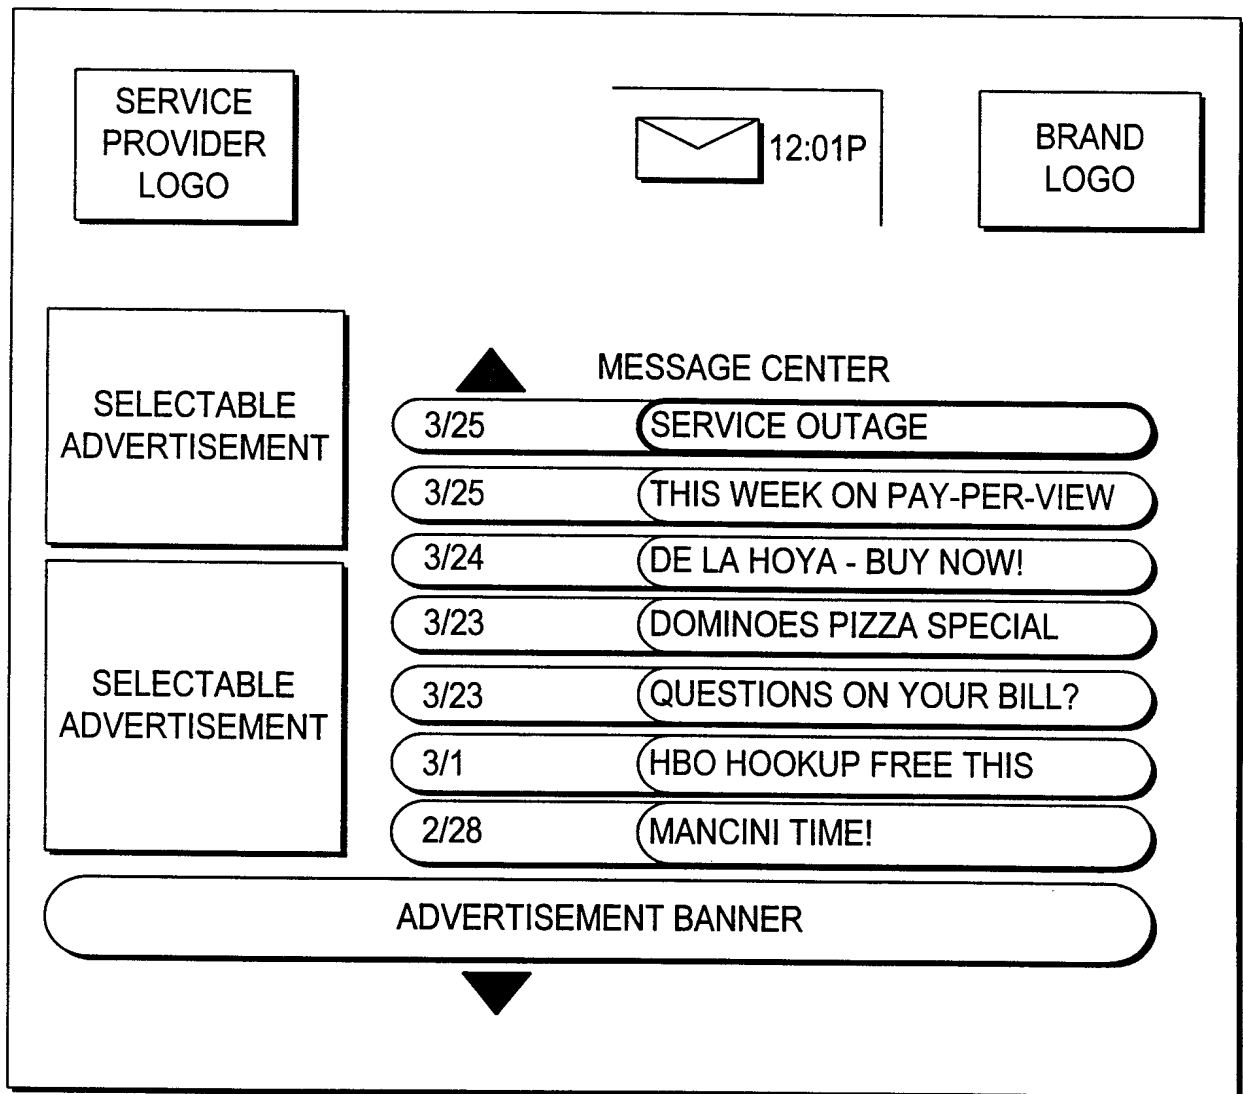 SERVICE
PROVIDER
LOGO
12:01P
BRAND
LOGO
SELECTABLE
ADVERTISEMENT
SELECTABLE
ADVERTISEMENT
MESSAGE CENTER
3/25 SERVICE OUTAGE
3/25 THIS WEEK ON PAY-PER-VIEW
3/24 DE LA HOYA - BUY NOW!
3/23 DOMINOES PIZZA SPECIAL
3/23 QUESTIONS ON YOUR BILL?
3/1 HBO HOOKUP FREE THIS
2/28 MANCINI TIME!
ADVERTISEMENT BANNER